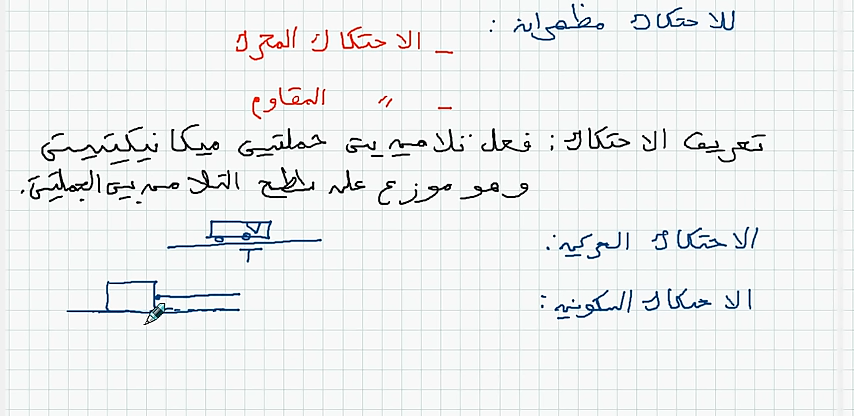 للاحتكاك مظهران :
– الاحتكاك المحرك
– " المقاوم
تعريف الاحتكاك : فعل تلامسي بين جملتين ميكانيكيتين
وهو موزع على سطح التلامس بين الجملتين.
الاحتكاك الحركي :
الاحتكاك السكوني :